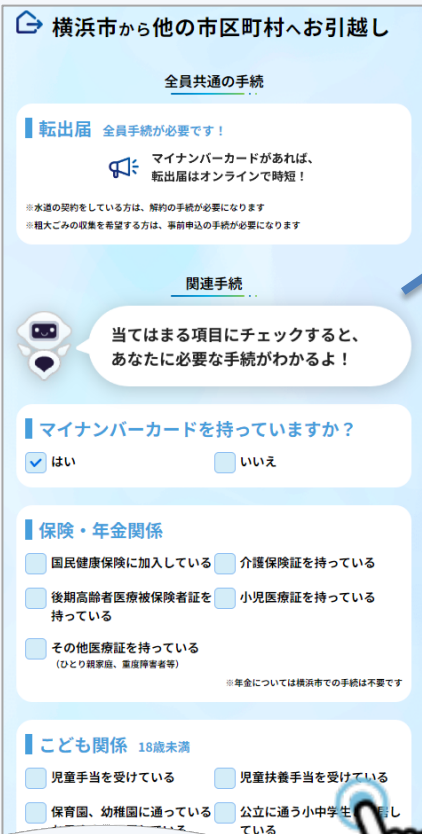 横浜市から他の市区町村へお引越し
全員共通の手続
転出届 全員手続が必要です！
マイナンバーカードがあれば、
転出届はオンラインで時短！
※水道の契約をしている方は、解約の手続が必要になります
※粗大ごみの収集を希望する方は、事前申込の手続が必要になります
関連手続
当てはまる項目にチェックすると、
あなたに必要な手続がわかるよ！
マイナンバーカードを持っていますか？
はい いいえ
保険・年金関係
国民健康保険に加入している 介護保険証を持っている
後期高齢者医療被保険者証を 小児医療証を持っている
持っている
その他医療証を持っている
（ひとり親家庭、重度障害者等）
※年金については横浜市での手続は不要です
こども関係 18歳未満
児童手当を受けている 児童扶養手当を受けている
保育園、幼稚園に通っている 公立に通う小中学生 し
ている